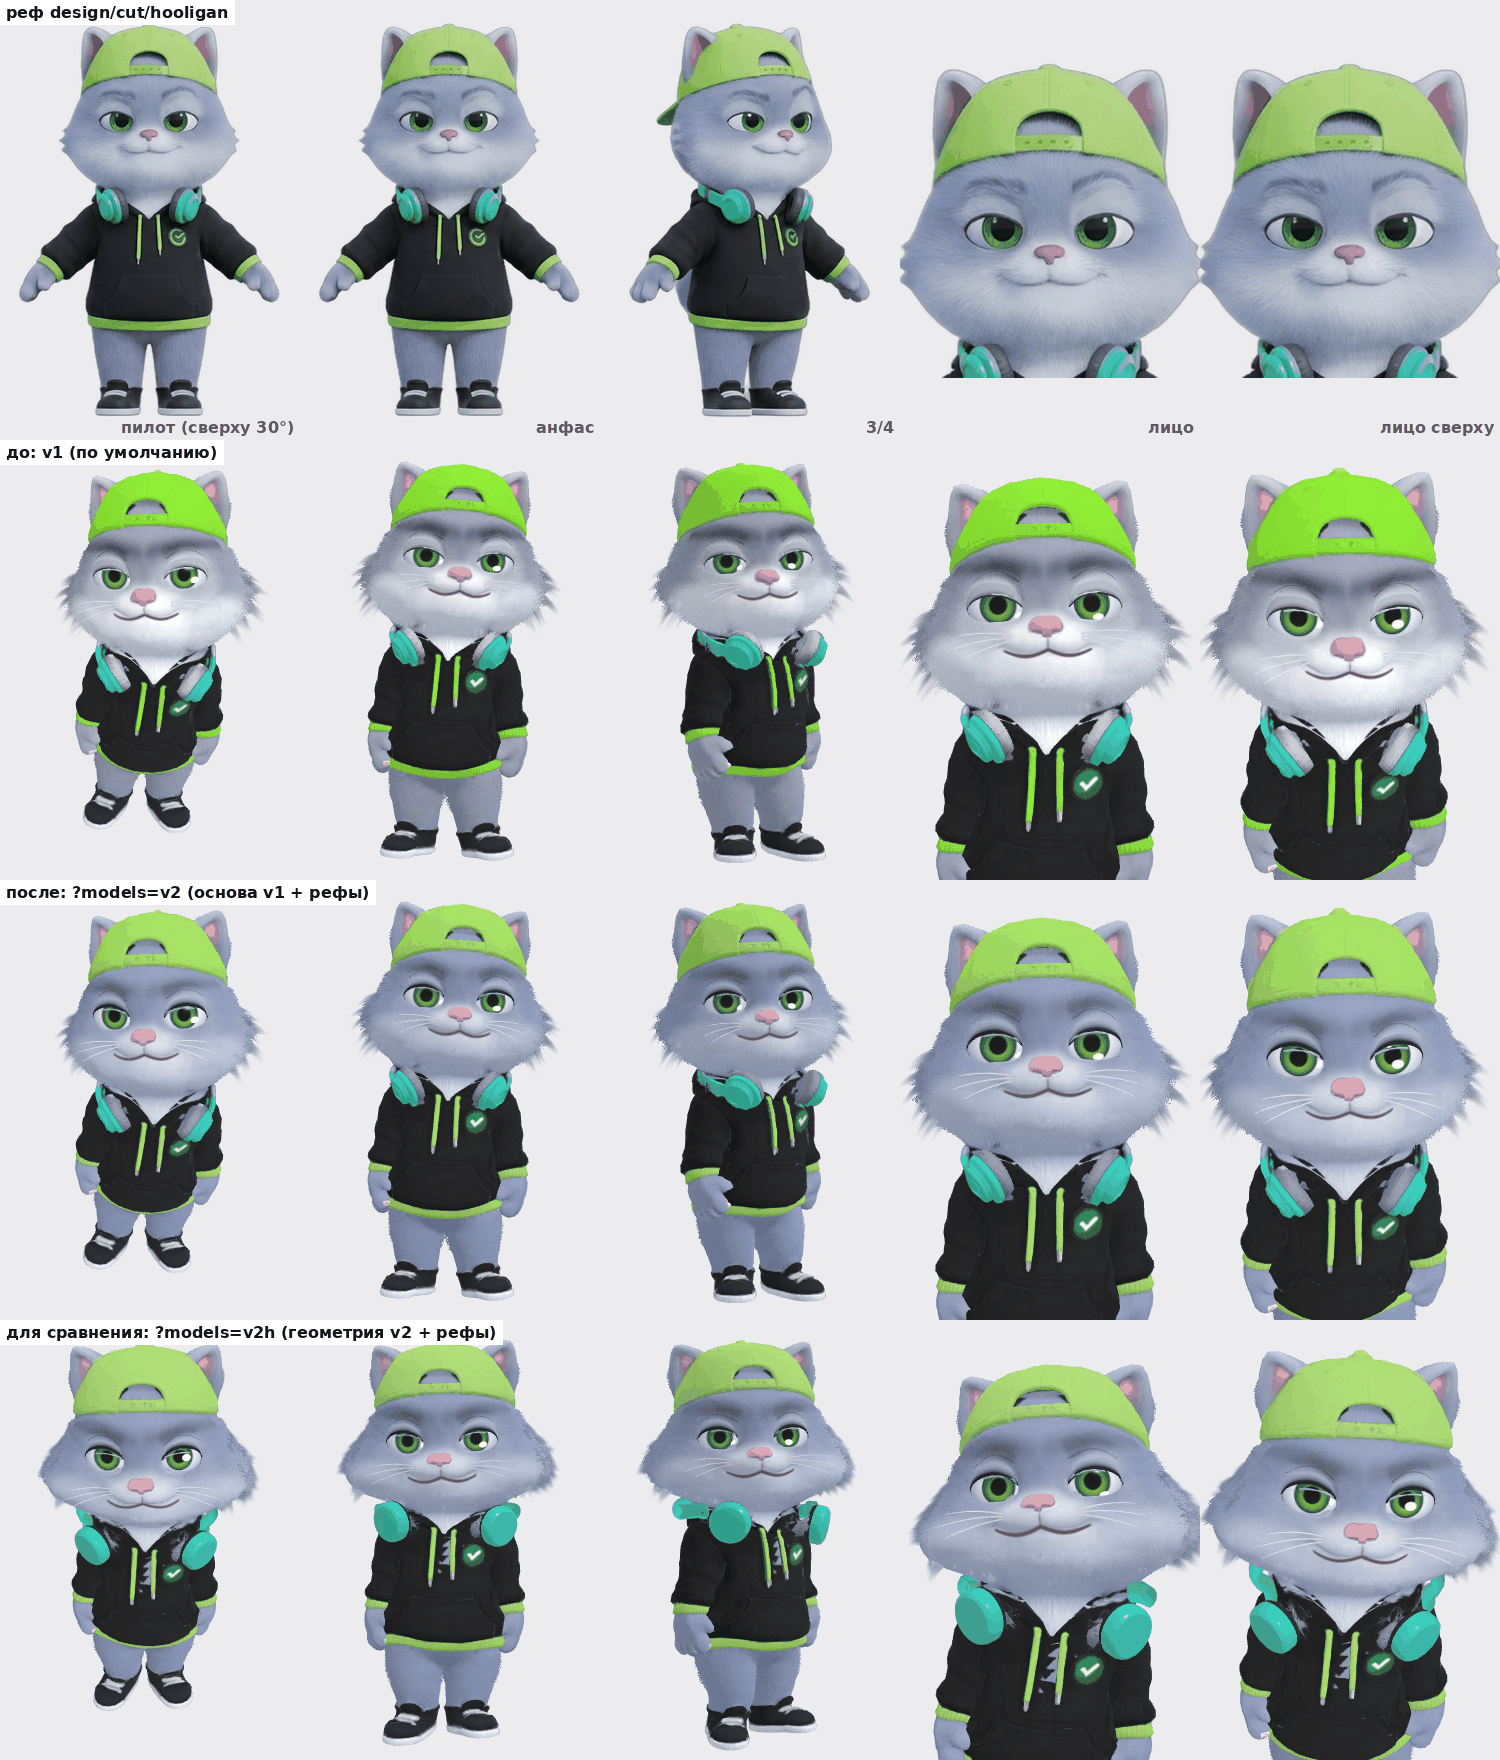 реф design/cut/hooligan
пилот (сверху 30°)
анфас
3/4
лицо
лицо сверху
до: v1 (по умолчанию)
после: ?models=v2 (основа v1 + рефы)
для сравнения: ?models=v2h (геометрия v2 + рефы)